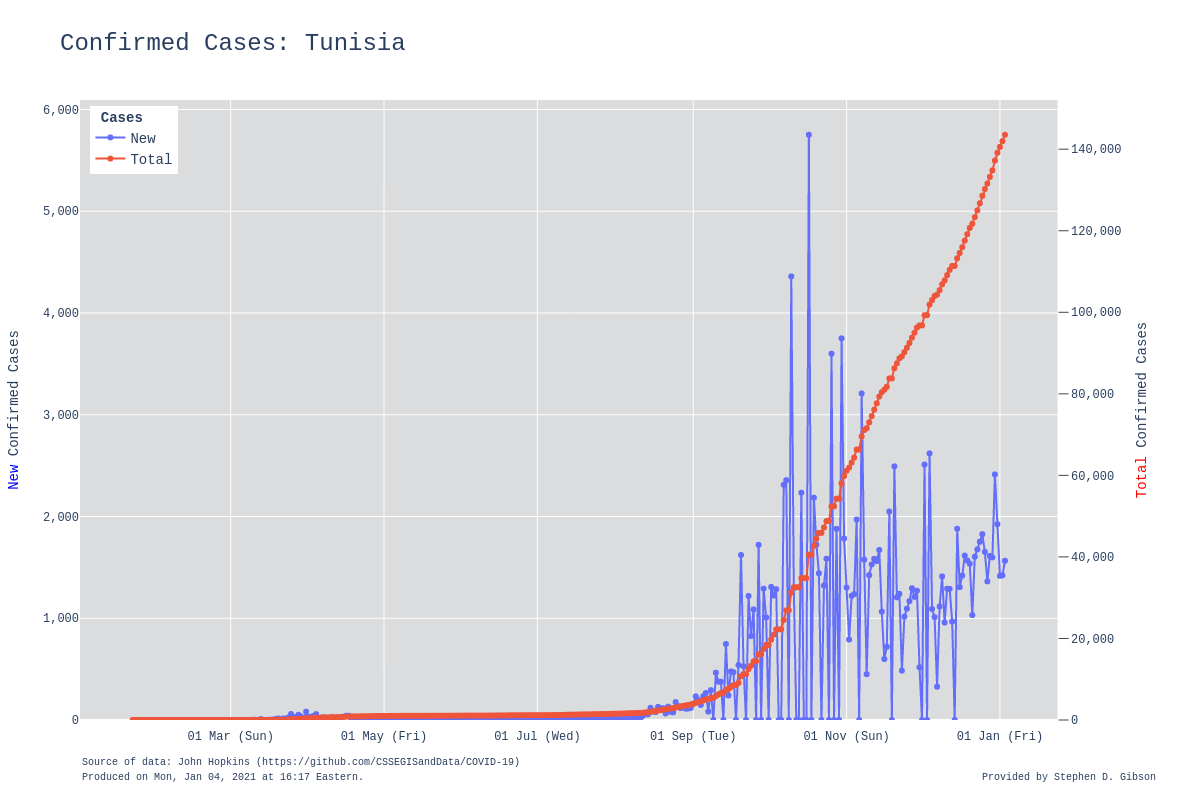 Confirmed Cases: Tunisia
Cases
New
Total
6,000
5,000
4,000
3,000
2,000
1,000
0
New Confirmed Cases
140,000
120,000
100,000
80,000
60,000
40,000
20,000
0
Total Confirmed Cases
01 Mar (Sun) 01 May (Fri) 01 Jul (Wed) 01 Sep (Tue) 01 Nov (Sun) 01 Jan (Fri)
Source of data: John Hopkins (https://github.com/CSSEGISandData/COVID-19)
Produced on Mon, Jan 04, 2021 at 16:17 Eastern.
Provided by Stephen D. Gibson